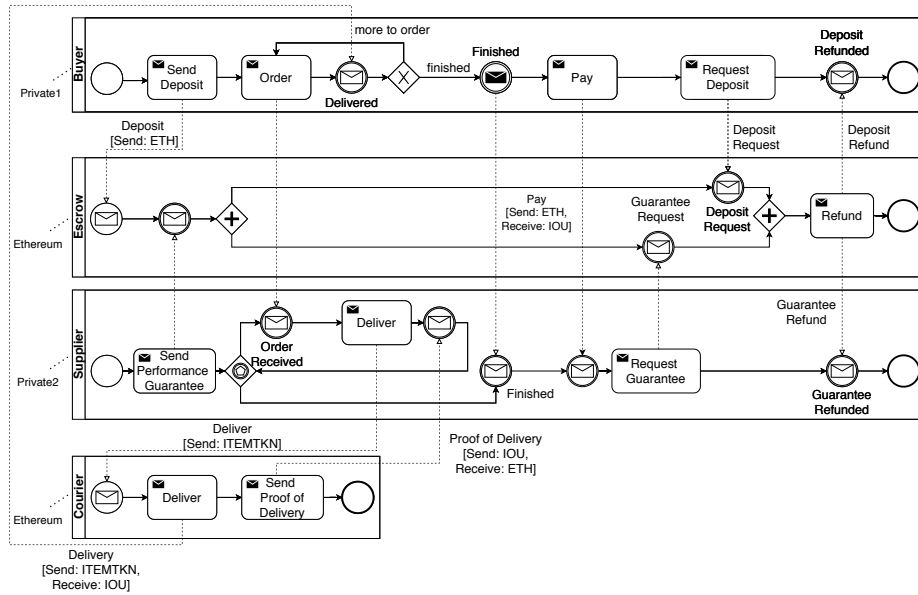 more to order
Buyer
Send
Deposit
Order
Delivered
finished
Finished
Pay
Request
Deposit
Deposit
Refunded
Private1
Deposit
[Send: ETH]
Deposit
Request
Deposit
Refund
Escrow
Ethereum
Pay
[Send: ETH,
Receive: IOU]
Guarantee
Request
Deposit
Request
Refund
Supplier
Private2
Send
Performance
Guarantee
Order
Received
Deliver
Finished
Request
Guarantee
Guarantee
Refund
Guarantee
Refunded
Deliver
[Send: ITEMTKN]
Proof of Delivery
[Send: IOU,
Receive: ETH]
Courier
Ethereum
Deliver
Send
Proof of
Delivery
Delivery
[Send: ITEMTKN,
Receive: IOU]